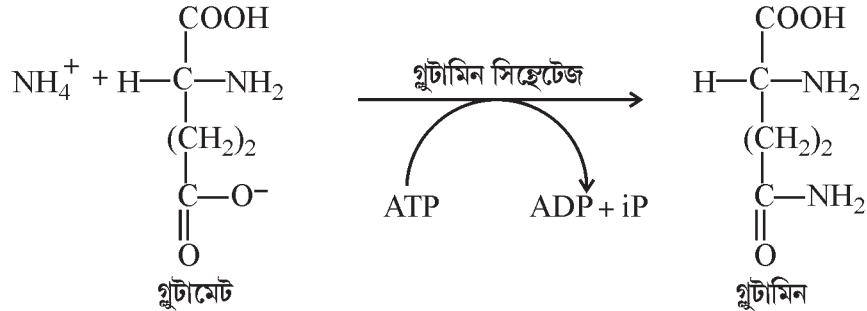 COOH COOH
NH₄⁺ + H—C—NH₂ গ্লুটামিন সিন্থেটেজ H—C—NH₂
(CH₂)₂ (CH₂)₂
C—O⁻ ATP ADP + iP C—NH₂
O O
গ্লুটামেট গ্লুটামিন